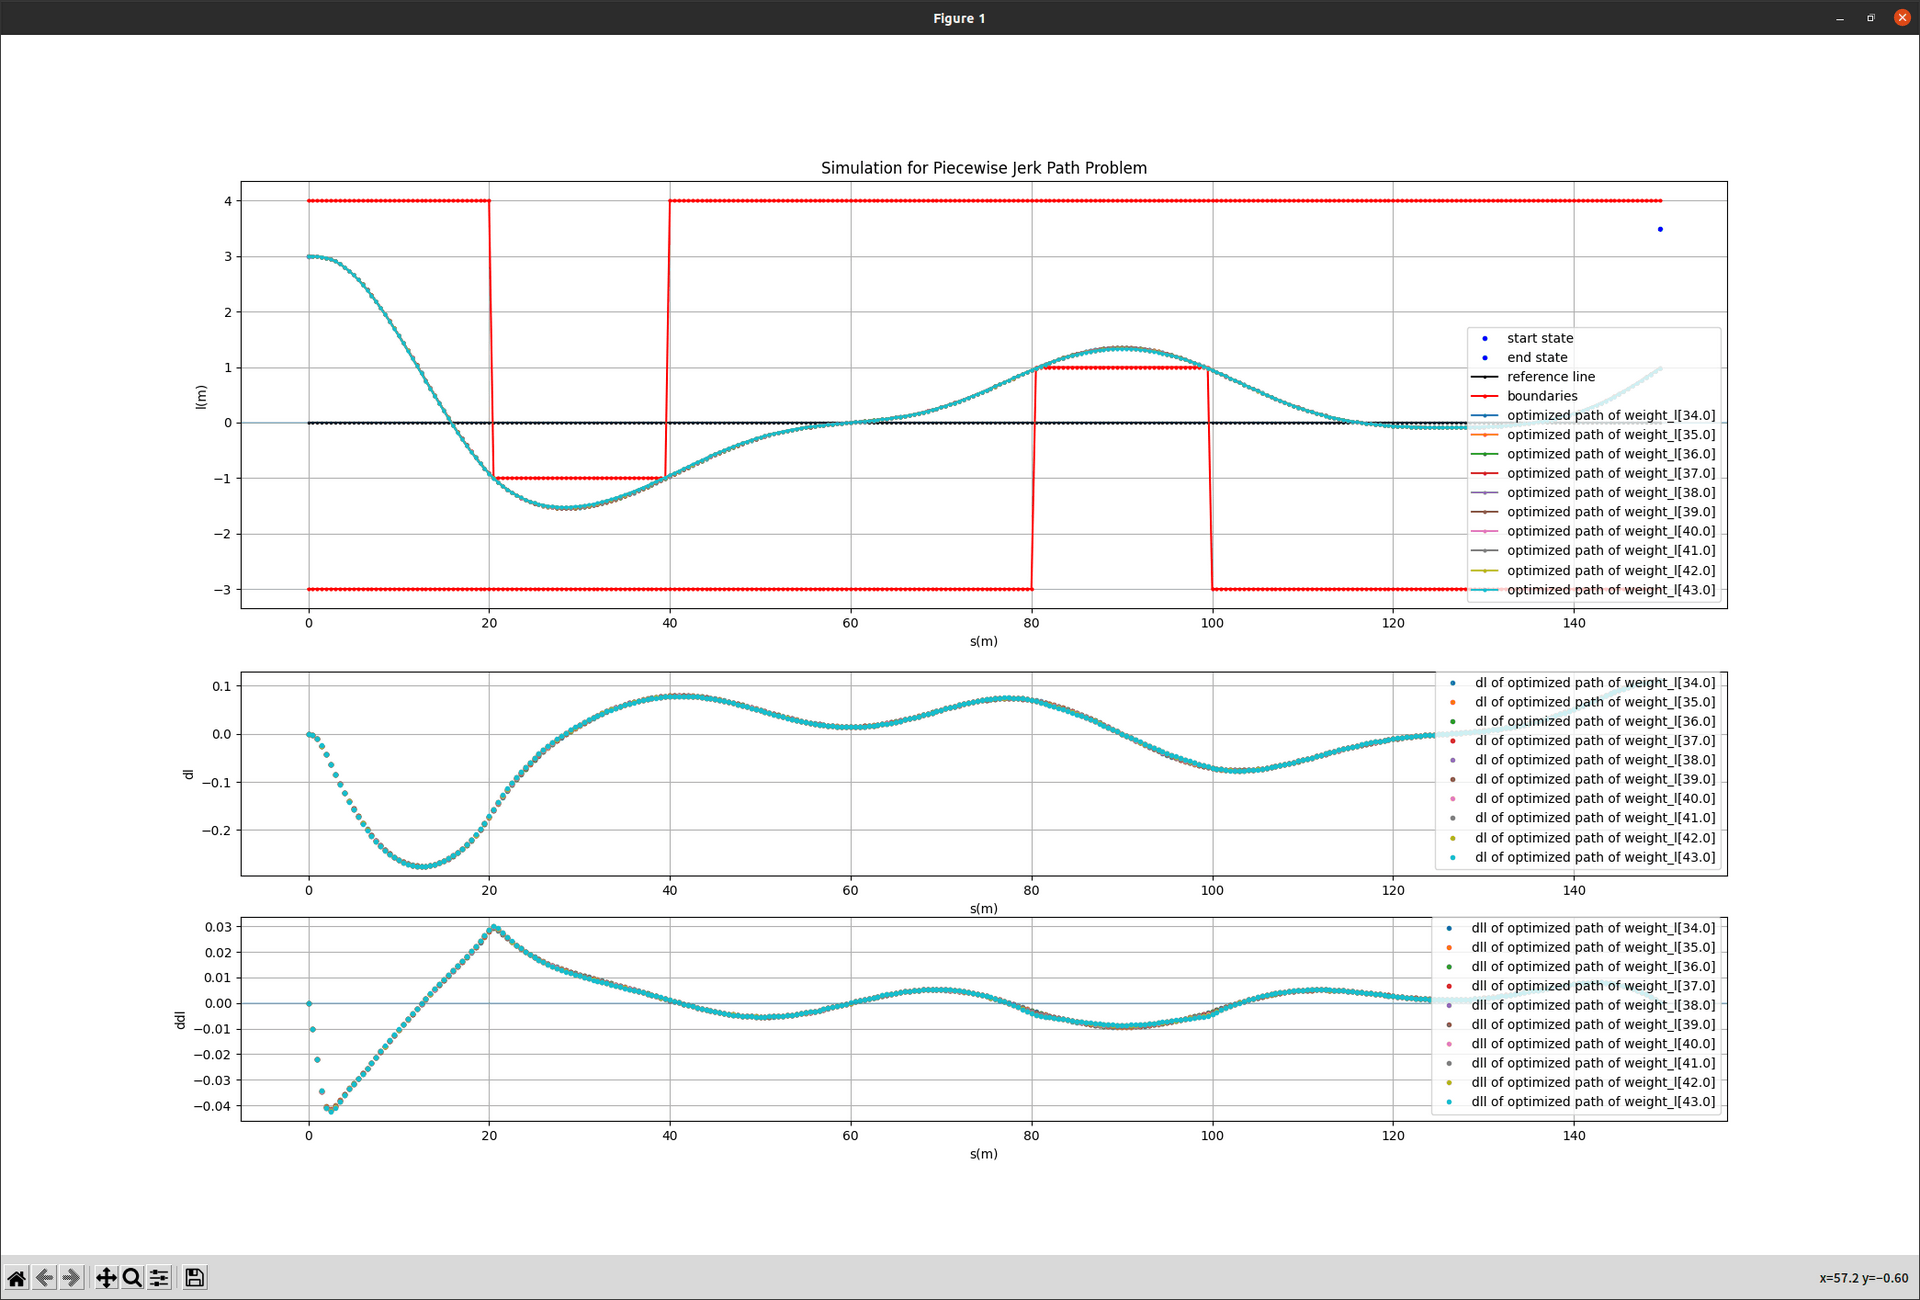 Figure 1
Simulation for Piecewise Jerk Path Problem
l(m)
4
3
2
1
0
−1
−2
−3
start state
end state
reference line
boundaries
optimized path of weight_l[34.0]
optimized path of weight_l[35.0]
optimized path of weight_l[36.0]
optimized path of weight_l[37.0]
optimized path of weight_l[38.0]
optimized path of weight_l[39.0]
optimized path of weight_l[40.0]
optimized path of weight_l[41.0]
optimized path of weight_l[42.0]
optimized path of weight_l[43.0]
0 20 40 60 80 100 120 140
s(m)
dl
0.1
0.0
−0.1
−0.2
dl of optimized path of weight_l[34.0]
dl of optimized path of weight_l[35.0]
dl of optimized path of weight_l[36.0]
dl of optimized path of weight_l[37.0]
dl of optimized path of weight_l[38.0]
dl of optimized path of weight_l[39.0]
dl of optimized path of weight_l[40.0]
dl of optimized path of weight_l[41.0]
dl of optimized path of weight_l[42.0]
dl of optimized path of weight_l[43.0]
0 20 40 60 80 100 120 140
s(m)
ddl
0.03
0.02
0.01
0.00
−0.01
−0.02
−0.03
−0.04
dll of optimized path of weight_l[34.0]
dll of optimized path of weight_l[35.0]
dll of optimized path of weight_l[36.0]
dll of optimized path of weight_l[37.0]
dll of optimized path of weight_l[38.0]
dll of optimized path of weight_l[39.0]
dll of optimized path of weight_l[40.0]
dll of optimized path of weight_l[41.0]
dll of optimized path of weight_l[42.0]
dll of optimized path of weight_l[43.0]
0 20 40 60 80 100 120 140
s(m)
x=57.2 y=−0.60